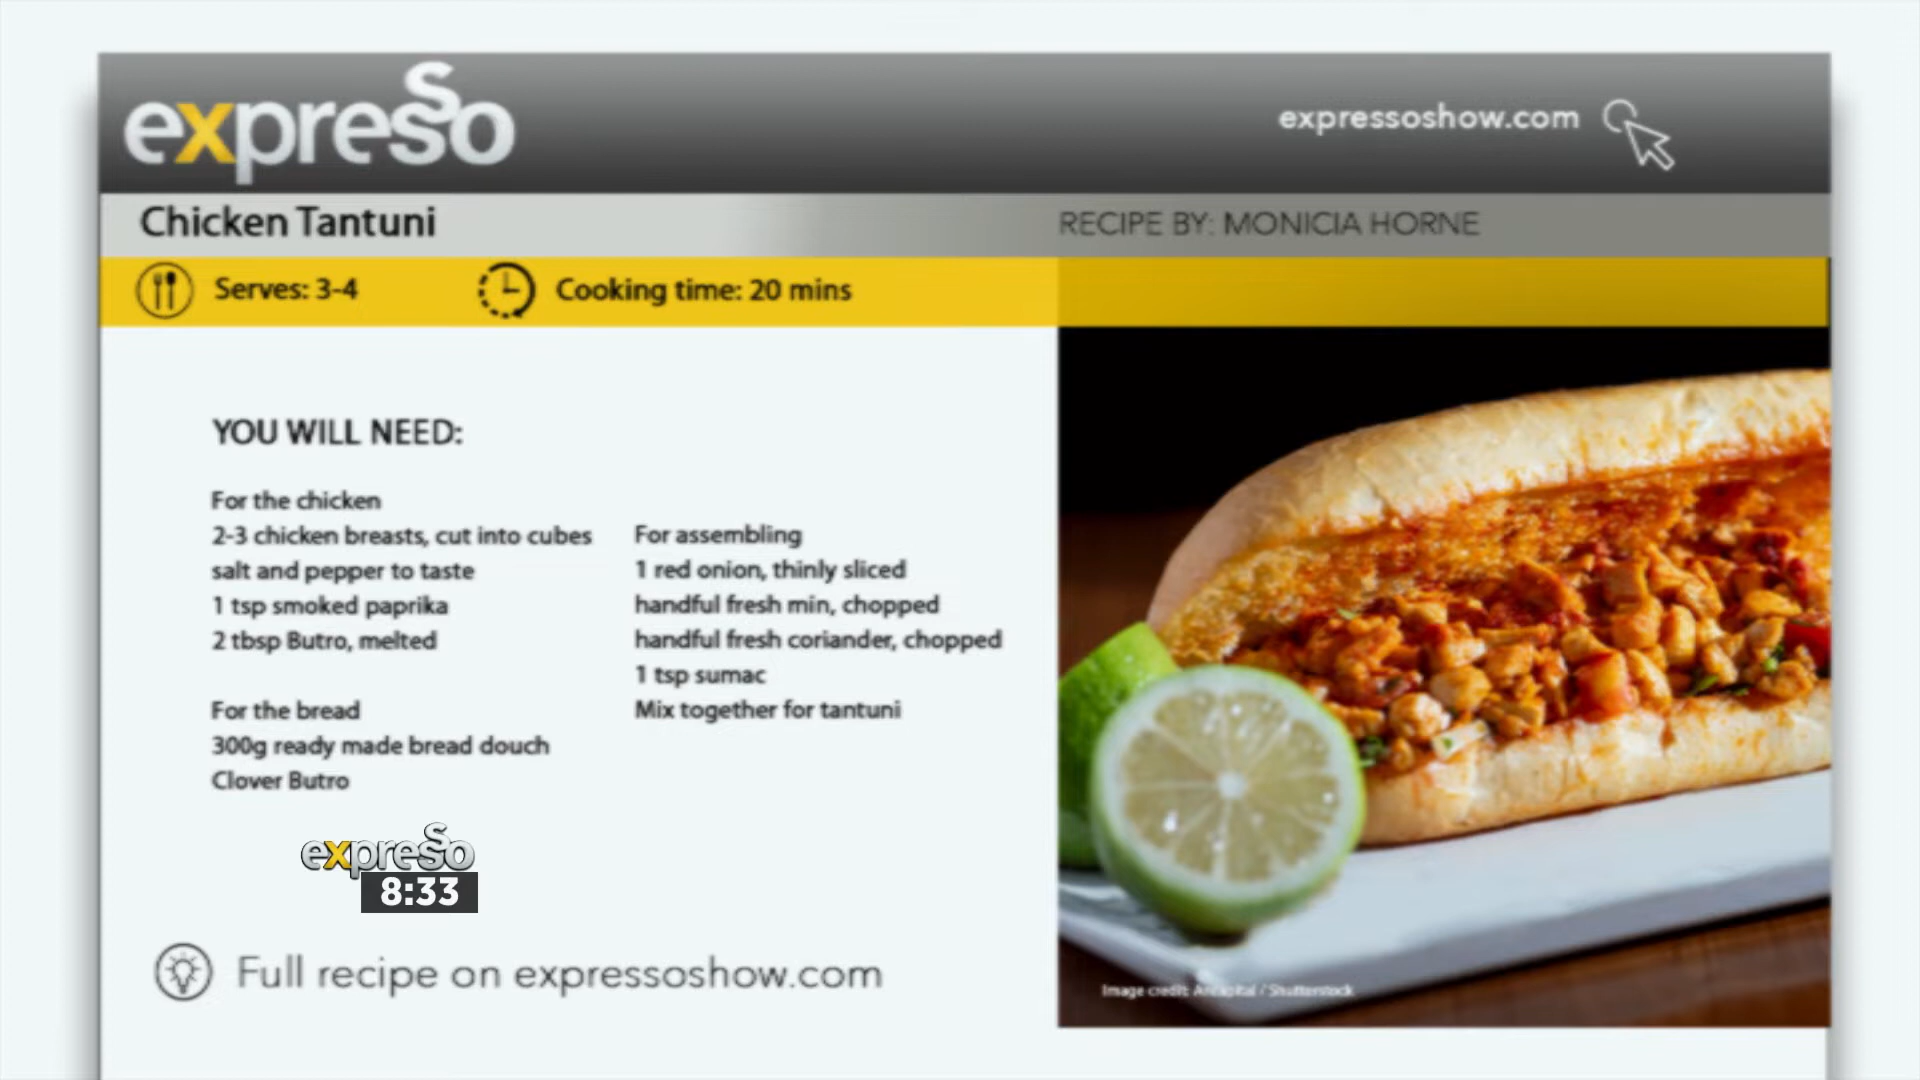 expresso
expressoshow.com
Chicken Tantuni
RECIPE BY: MONICIA HORNE
Serves: 3-4
Cooking time: 20 mins
YOU WILL NEED:
For the chicken
2-3 chicken breasts, cut into cubes
salt and pepper to taste
1 tsp smoked paprika
2 tbsp Butro, melted
For the bread
300g ready made bread douch
Clover Butro
For assembling
1 red onion, thinly sliced
handful fresh min, chopped
handful fresh coriander, chopped
1 tsp sumac
Mix together for tantuni
expresso
8:33
Full recipe on expressoshow.com
Image credit: / Shutterstock